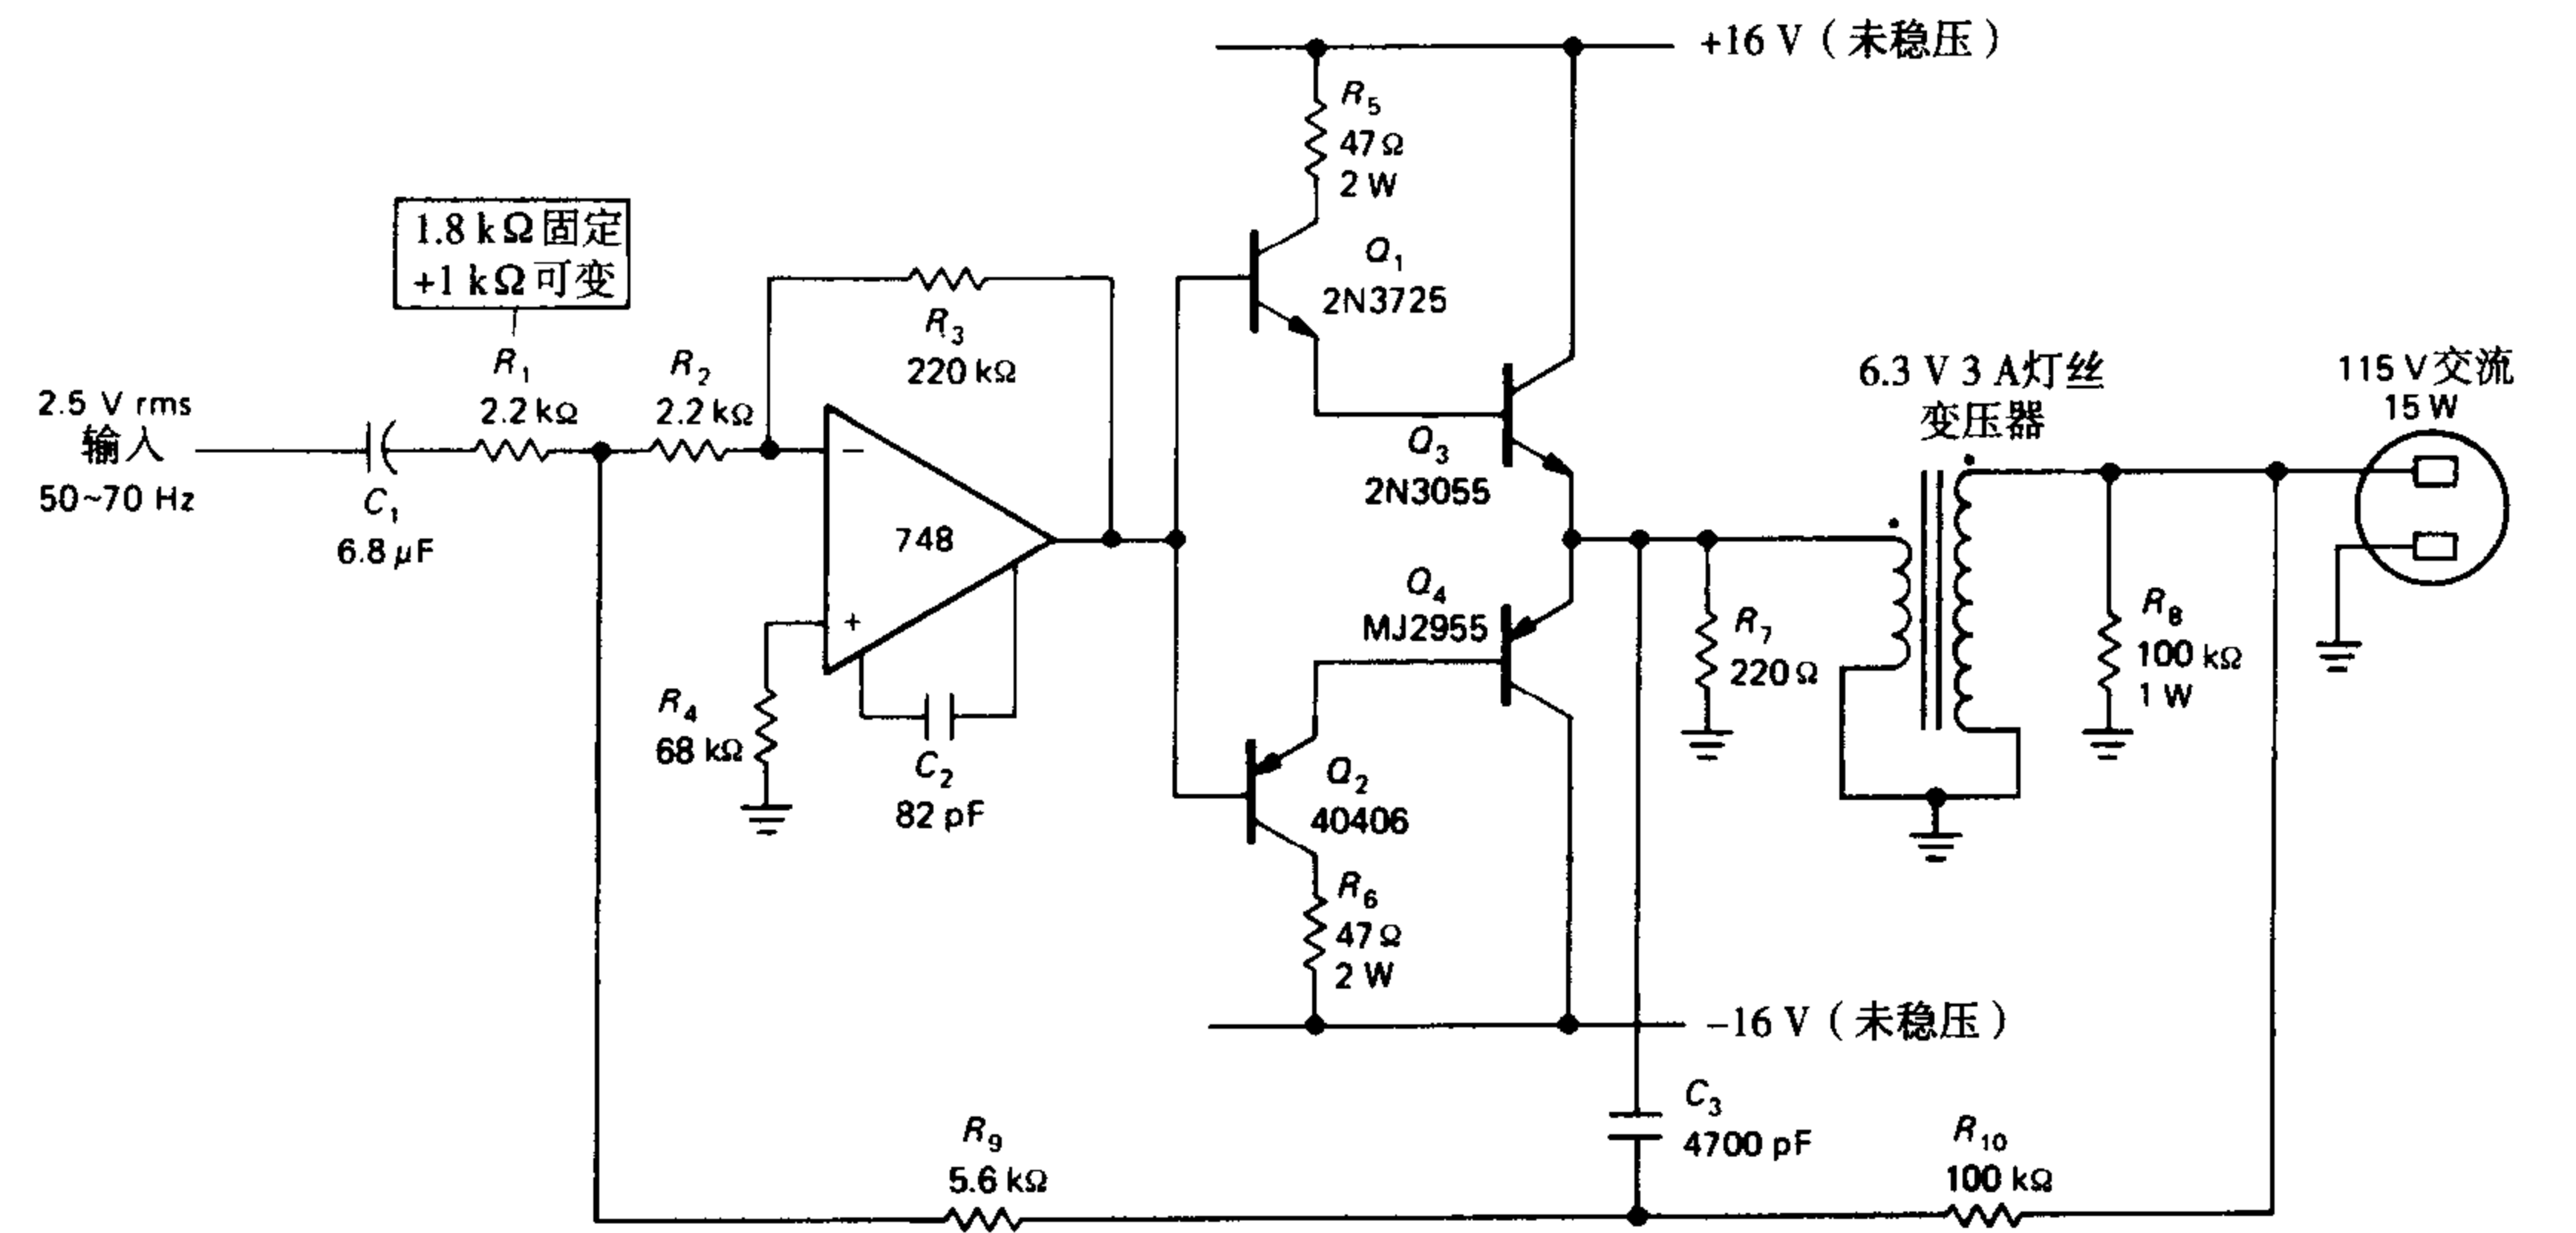 +16 V（未稳压）
R5
47Ω
2 W
1.8 kΩ固定
+1 kΩ可变
Q1
2N3725
R3
220 kΩ
R1
2.2 kΩ
R2
2.2 kΩ
2.5 V rms
输入
50~70 Hz
C1
6.8 μF
−
748
+
R4
68 kΩ
C2
82 pF
Q3
2N3055
Q4
MJ2955
Q2
40406
R6
47Ω
2 W
R7
220Ω
6.3 V 3 A灯丝
变压器
115 V交流
15 W
R8
100 kΩ
1 W
−16 V（未稳压）
C3
4700 pF
R9
5.6 kΩ
R10
100 kΩ